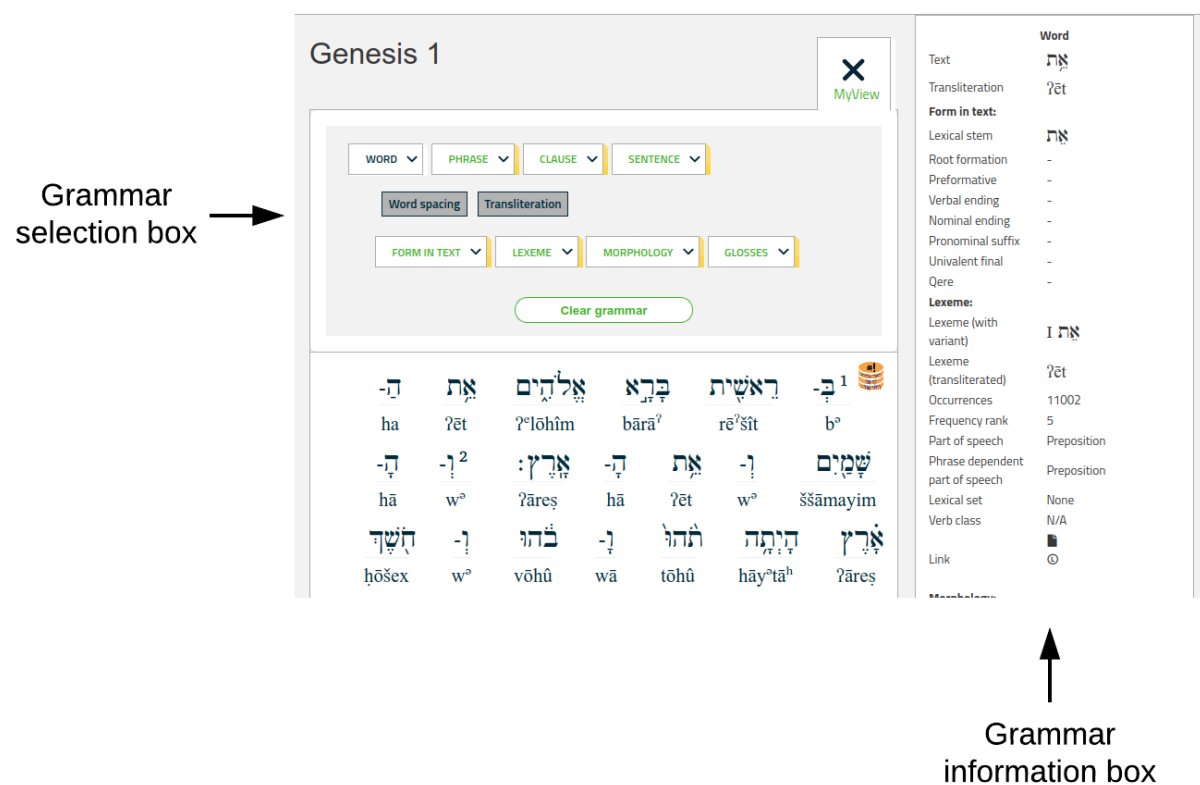 Genesis 1
MyView
WORD PHRASE CLAUSE SENTENCE
Word spacing Transliteration
FORM IN TEXT LEXEME MORPHOLOGY GLOSSES
Clear grammar
Grammar
selection box
#!
1 בְּ- רֵאשִׁ֖ית בָּרָ֣א אֱלֹהִ֑ים אֵ֥ת הַ-
ha ʔēt ʔᵉlōhîm bārāʔ rēʔšît bᵊ
שָּׁמַ֖יִם וְ- אֵ֥ת הָ- אָֽרֶץ׃ 2 וְ- הָ-
hā wᵊ ʔāreṣ hā ʔēt wᵊ ššāmayim
אָ֗רֶץ הָיְתָ֥ה תֹ֨הוּ֙ וָ- בֹ֔הוּ וְ- חֹ֖שֶׁךְ
ḥōšex wᵊ vōhû wā tōhû hāyᵊtāʰ ʔāreṣ
Word
Text אֵ֥ת
Transliteration ʔēt
Form in text:
Lexical stem אֵ֥ת
Root formation -
Preformative -
Verbal ending -
Nominal ending -
Pronominal suffix -
Univalent final -
Qere -
Lexeme:
Lexeme (with
variant) I אֵת
Lexeme
(transliterated) ʔēt
Occurrences 11002
Frequency rank 5
Part of speech Preposition
Phrase dependent
part of speech Preposition
Lexical set None
Verb class N/A
Link
Morphology:
Grammar
information box